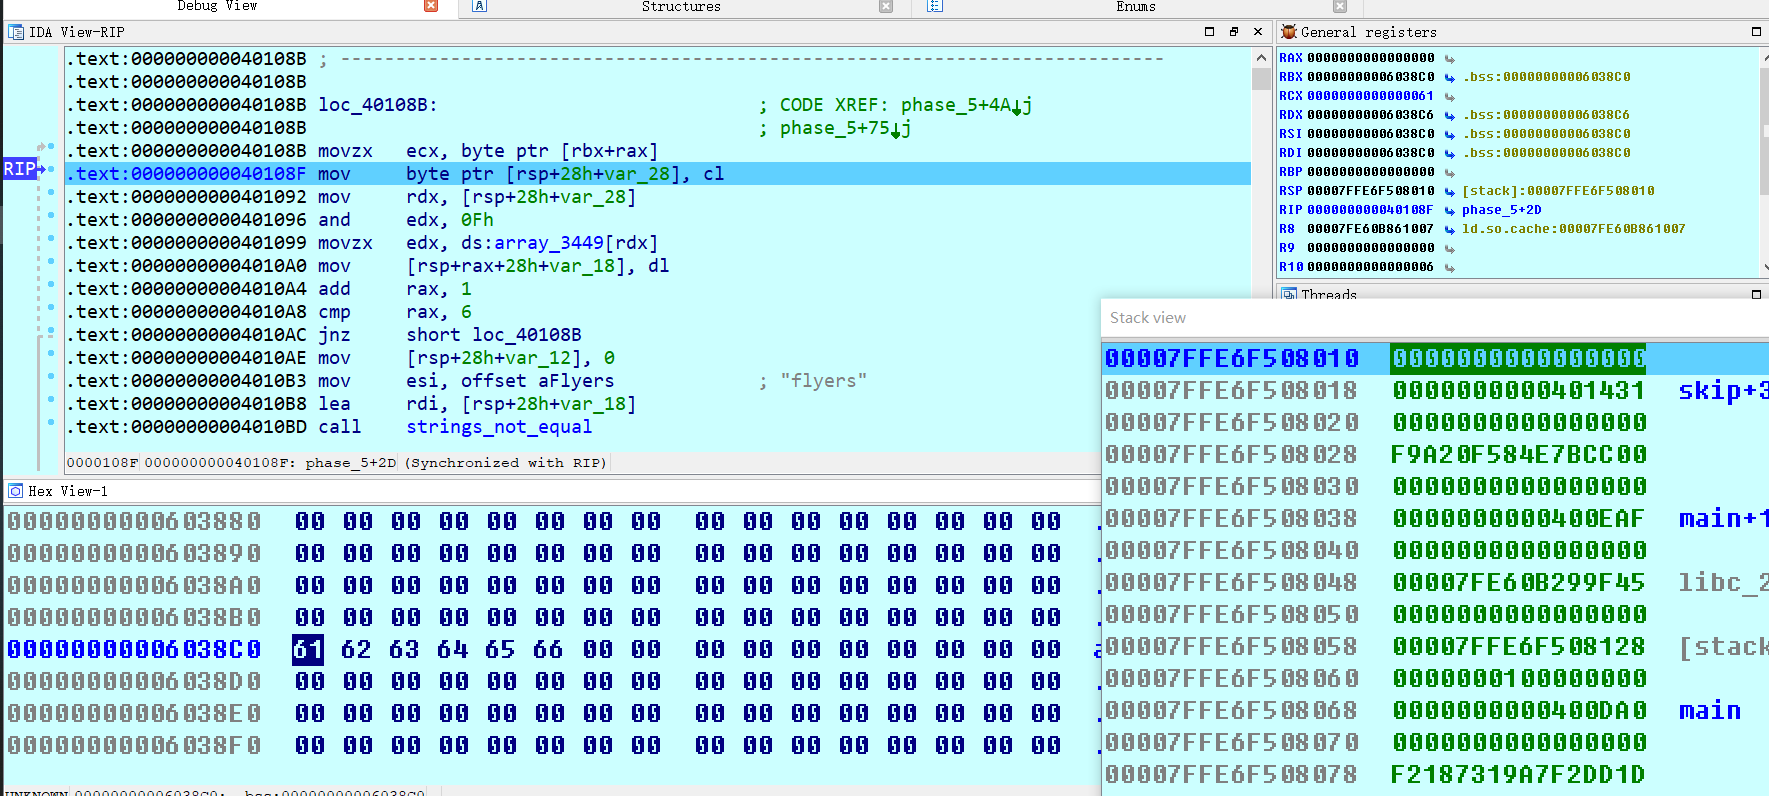 Debug View
Structures
Enums
IDA View-RIP
.text:000000000040108B ; ---------------------------------------------------------------------------
.text:000000000040108B
.text:000000000040108B loc_40108B: ; CODE XREF: phase_5+4A↓j
.text:000000000040108B ; phase_5+75↓j
.text:000000000040108B movzx ecx, byte ptr [rbx+rax]
RIP .text:000000000040108F mov byte ptr [rsp+28h+var_28], cl
.text:0000000000401092 mov rdx, [rsp+28h+var_28]
.text:0000000000401096 and edx, 0Fh
.text:0000000000401099 movzx edx, ds:array_3449[rdx]
.text:00000000004010A0 mov [rsp+rax+28h+var_18], dl
.text:00000000004010A4 add rax, 1
.text:00000000004010A8 cmp rax, 6
.text:00000000004010AC jnz short loc_40108B
.text:00000000004010AE mov [rsp+28h+var_12], 0
.text:00000000004010B3 mov esi, offset aFlyers ; "flyers"
.text:00000000004010B8 lea rdi, [rsp+28h+var_18]
.text:00000000004010BD call strings_not_equal
0000108F 000000000040108F: phase_5+2D (Synchronized with RIP)
General registers
RAX 0000000000000000
RBX 00000000006038C0 .bss:00000000006038C0
RCX 0000000000000061
RDX 00000000006038C6 .bss:00000000006038C6
RSI 00000000006038C0 .bss:00000000006038C0
RDI 00000000006038C0 .bss:00000000006038C0
RBP 0000000000000000
RSP 00007FFE6F508010 [stack]:00007FFE6F508010
RIP 000000000040108F phase_5+2D
R8 00007FE60B861007 ld.so.cache:00007FE60B861007
R9 0000000000000000
R10 0000000000000006
Threads
Hex View-1
0000000000603880 00 00 00 00 00 00 00 00 00 00 00 00 00 00 00 00
0000000000603890 00 00 00 00 00 00 00 00 00 00 00 00 00 00 00 00
00000000006038A0 00 00 00 00 00 00 00 00 00 00 00 00 00 00 00 00
00000000006038B0 00 00 00 00 00 00 00 00 00 00 00 00 00 00 00 00
00000000006038C0 61 62 63 64 65 66 00 00 00 00 00 00 00 00 00 00 a
00000000006038D0 00 00 00 00 00 00 00 00 00 00 00 00 00 00 00 00
00000000006038E0 00 00 00 00 00 00 00 00 00 00 00 00 00 00 00 00
00000000006038F0 00 00 00 00 00 00 00 00 00 00 00 00 00 00 00 00
UNKNOWN 00000000006038C0: .bss:00000000006038C0
Stack view
00007FFE6F508010 0000000000000000
00007FFE6F508018 0000000000401431 skip+3
00007FFE6F508020 0000000000000000
00007FFE6F508028 F9A20F584E7BCC00
00007FFE6F508030 0000000000000000
00007FFE6F508038 0000000000400EAF main+1
00007FFE6F508040 0000000000000000
00007FFE6F508048 00007FE60B299F45 libc_2
00007FFE6F508050 0000000000000000
00007FFE6F508058 00007FFE6F508128 [stack
00007FFE6F508060 0000000100000000
00007FFE6F508068 0000000000400DA0 main
00007FFE6F508070 0000000000000000
00007FFE6F508078 F2187319A7F2DD1D